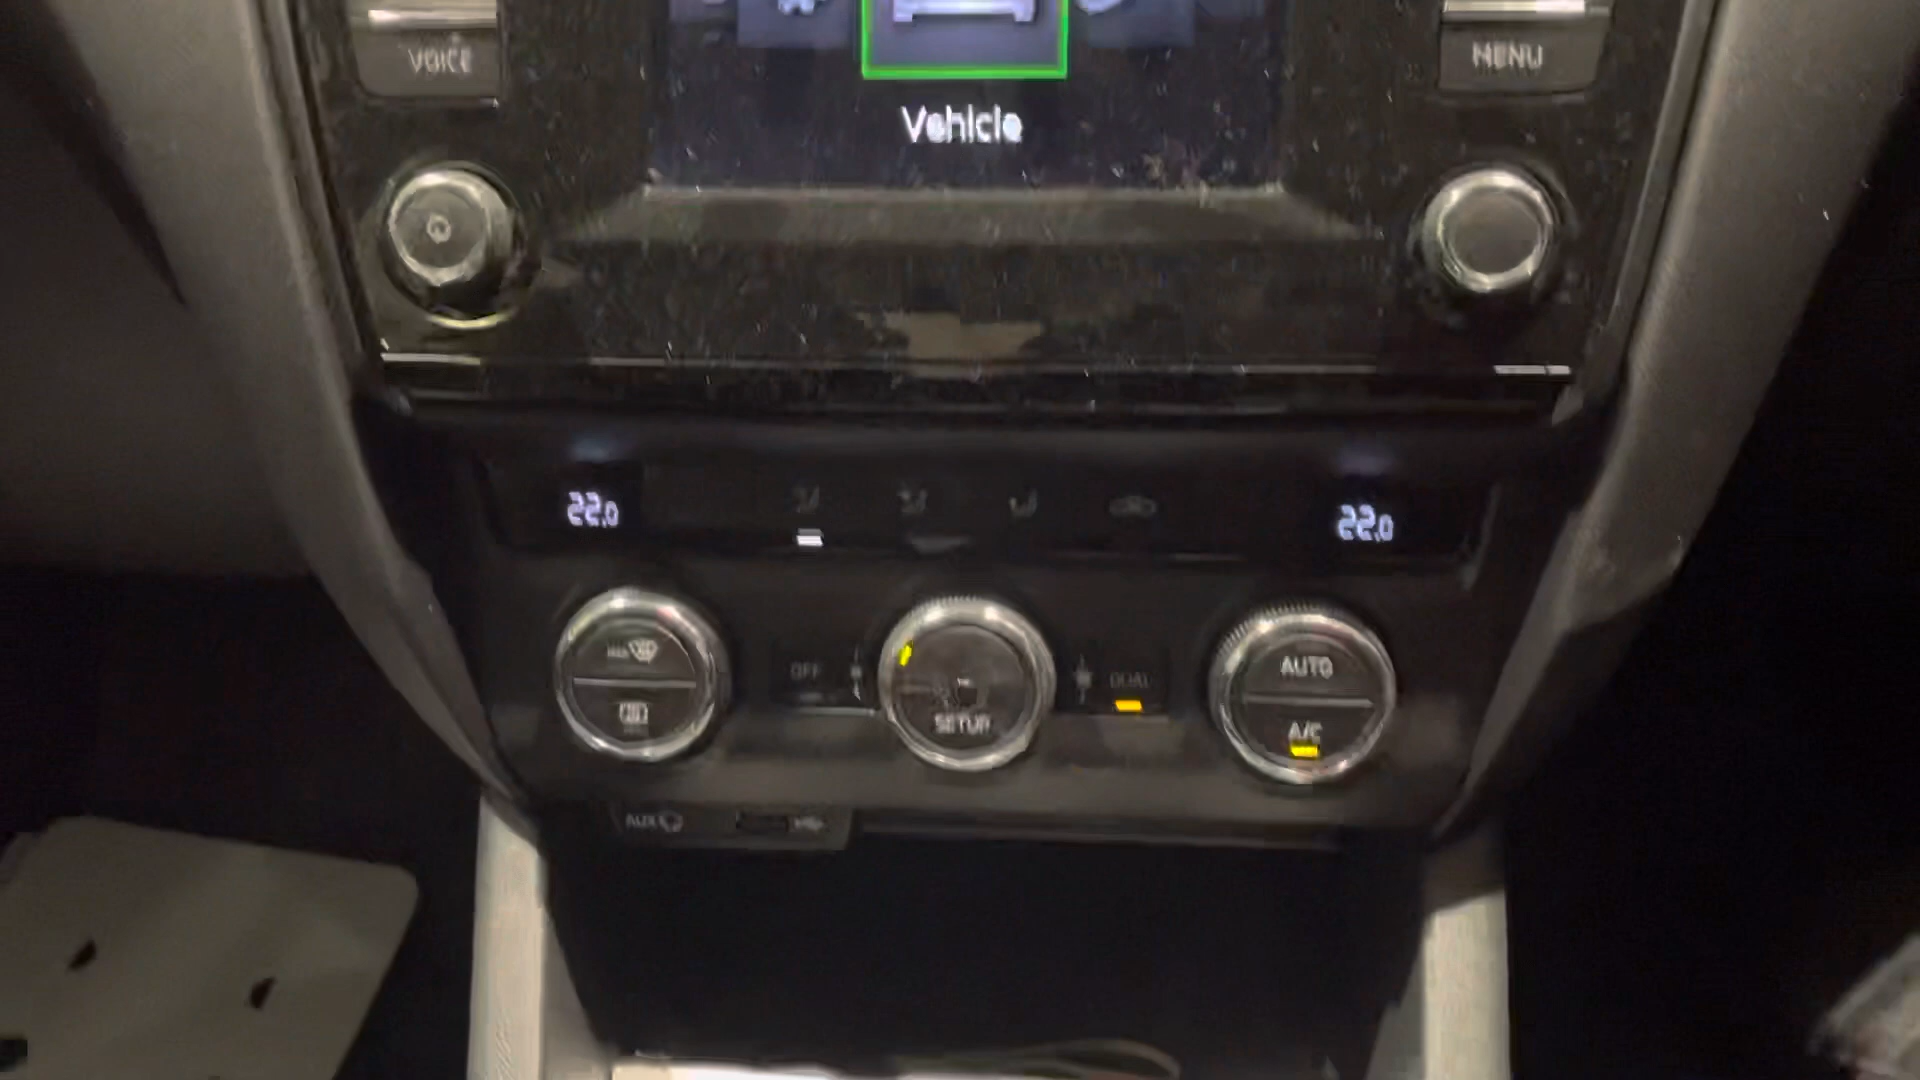 VOICE
MENU
Vehicle
22.0
22.0
OFF
SETUP
DUAL
AUTO
A/C
AUX